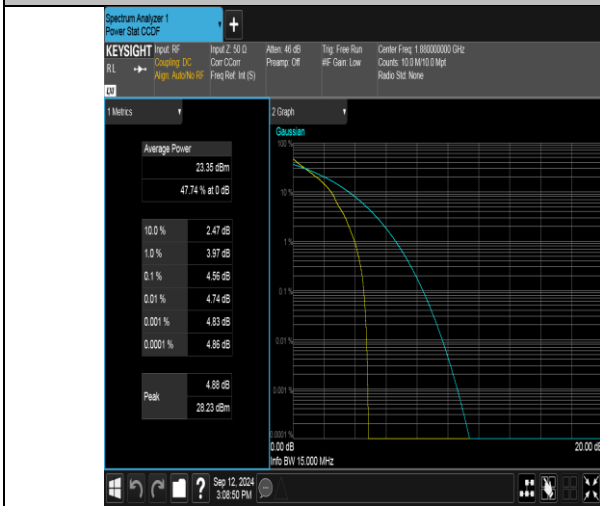 Spectrum Analyzer 1
Power Stat CCDF
+
KEYSIGHT Input: RF Input Z: 50 Ω Atten: 46 dB Trig: Free Run Center Freq: 1.880000000 GHz
R L Coupling: DC Corr CCorr Preamp: Off #IF Gain: Low Counts: 10.0 M/10.0 Mpt
Align: Auto/No RF Freq Ref: Int (S) Radio Std: None
1 Metrics
2 Graph
Gaussian
Average Power
23.35 dBm
47.74 % at 0 dB
10.0 % 2.47 dB
1.0 % 3.97 dB
0.1 % 4.56 dB
0.01 % 4.74 dB
0.001 % 4.83 dB
0.0001 % 4.86 dB
Peak 4.88 dB
28.23 dBm
100 %
10 %
1 %
0.1 %
0.01 %
0.001 %
0.0001 %
0.00 dB 20.00 dB
Info BW 15.000 MHz
? Sep 12, 2024
3:08:50 PM